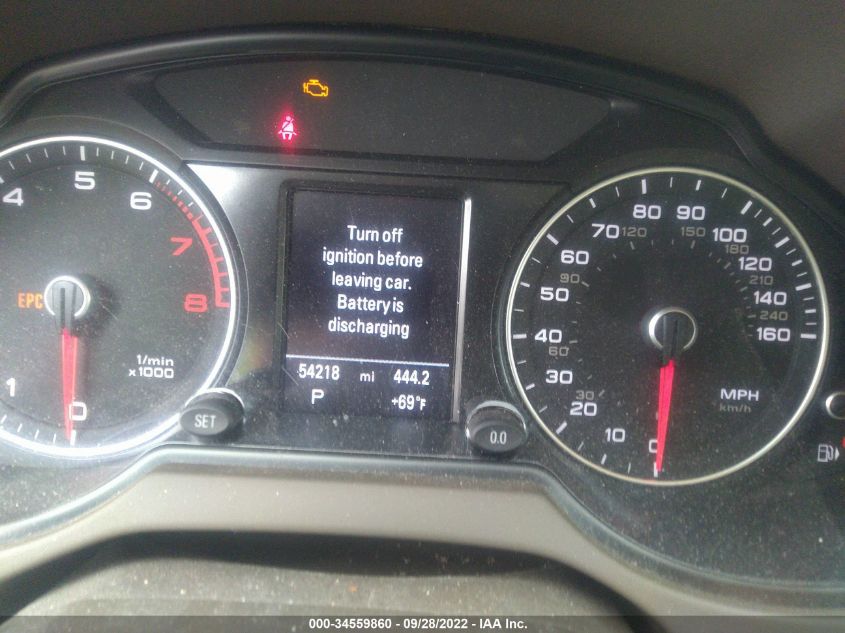 4
5
6
7
8
EPC
1/min
x1000
1
0
SET
Turn off
ignition before
leaving car.
Battery is
discharging
54218 mi 444.2
P +69°F
0.0
0
10
20
30
40
50
60
70
80
90
100
120
140
160
30
60
90
120
150
180
210
240
MPH
km/h
000-34559860 - 09/28/2022 - IAA Inc.